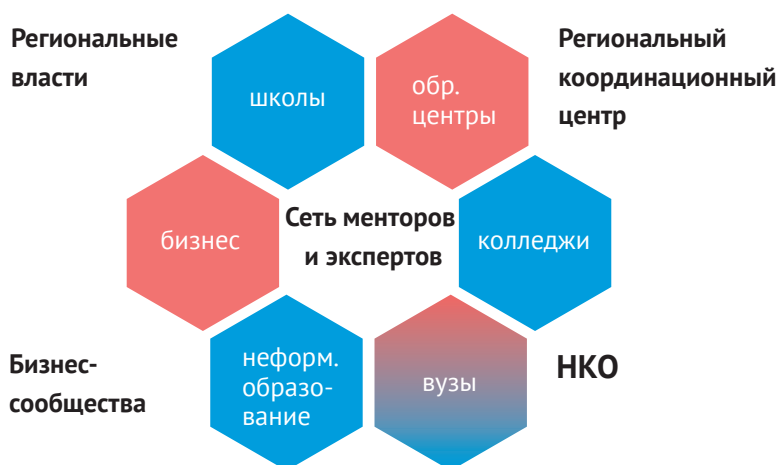 Региональные
власти
школы
обр.
центры
Региональный
координационный
центр
бизнес
Сеть менторов
и экспертов
колледжи
Бизнес-
сообщества
неформ.
образо-
вание
вузы
НКО